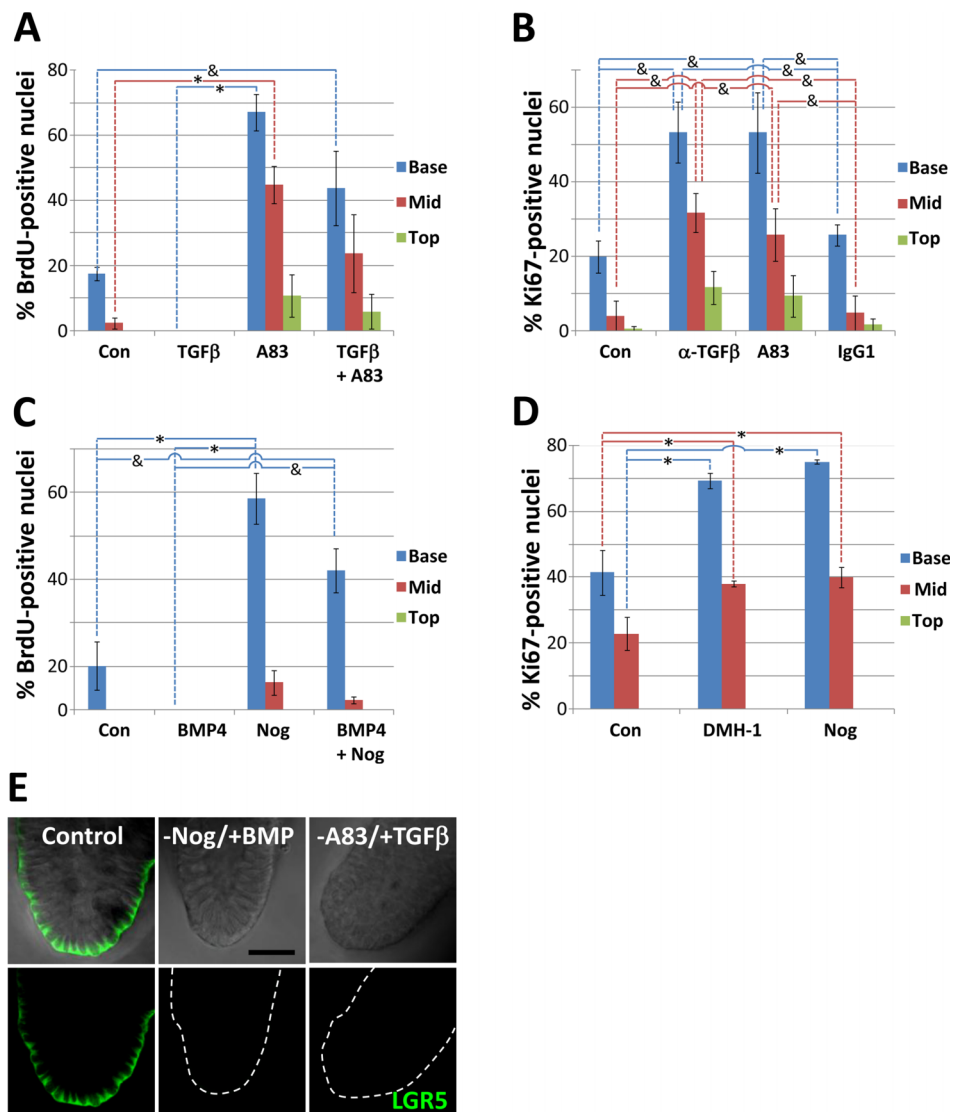 A
% BrdU-positive nuclei
80
60
40
20
0
&
*
*
Con
TGFβ
A83
TGFβ + A83
Base
Mid
Top
B
% Ki67-positive nuclei
60
40
20
0
&
&
&
&
&
&
&
&
Con
α-TGFβ
A83
IgG1
Base
Mid
Top
C
% BrdU-positive nuclei
60
40
20
0
*
*
&
&
Con
BMP4
Nog
BMP4
+ Nog
Base
Mid
Top
D
% Ki67-positive nuclei
80
60
40
20
0
*
*
*
*
Con
DMH-1
Nog
Base
Mid
Top
E
Control
-Nog/+BMP
-A83/+TGFβ
LGR5